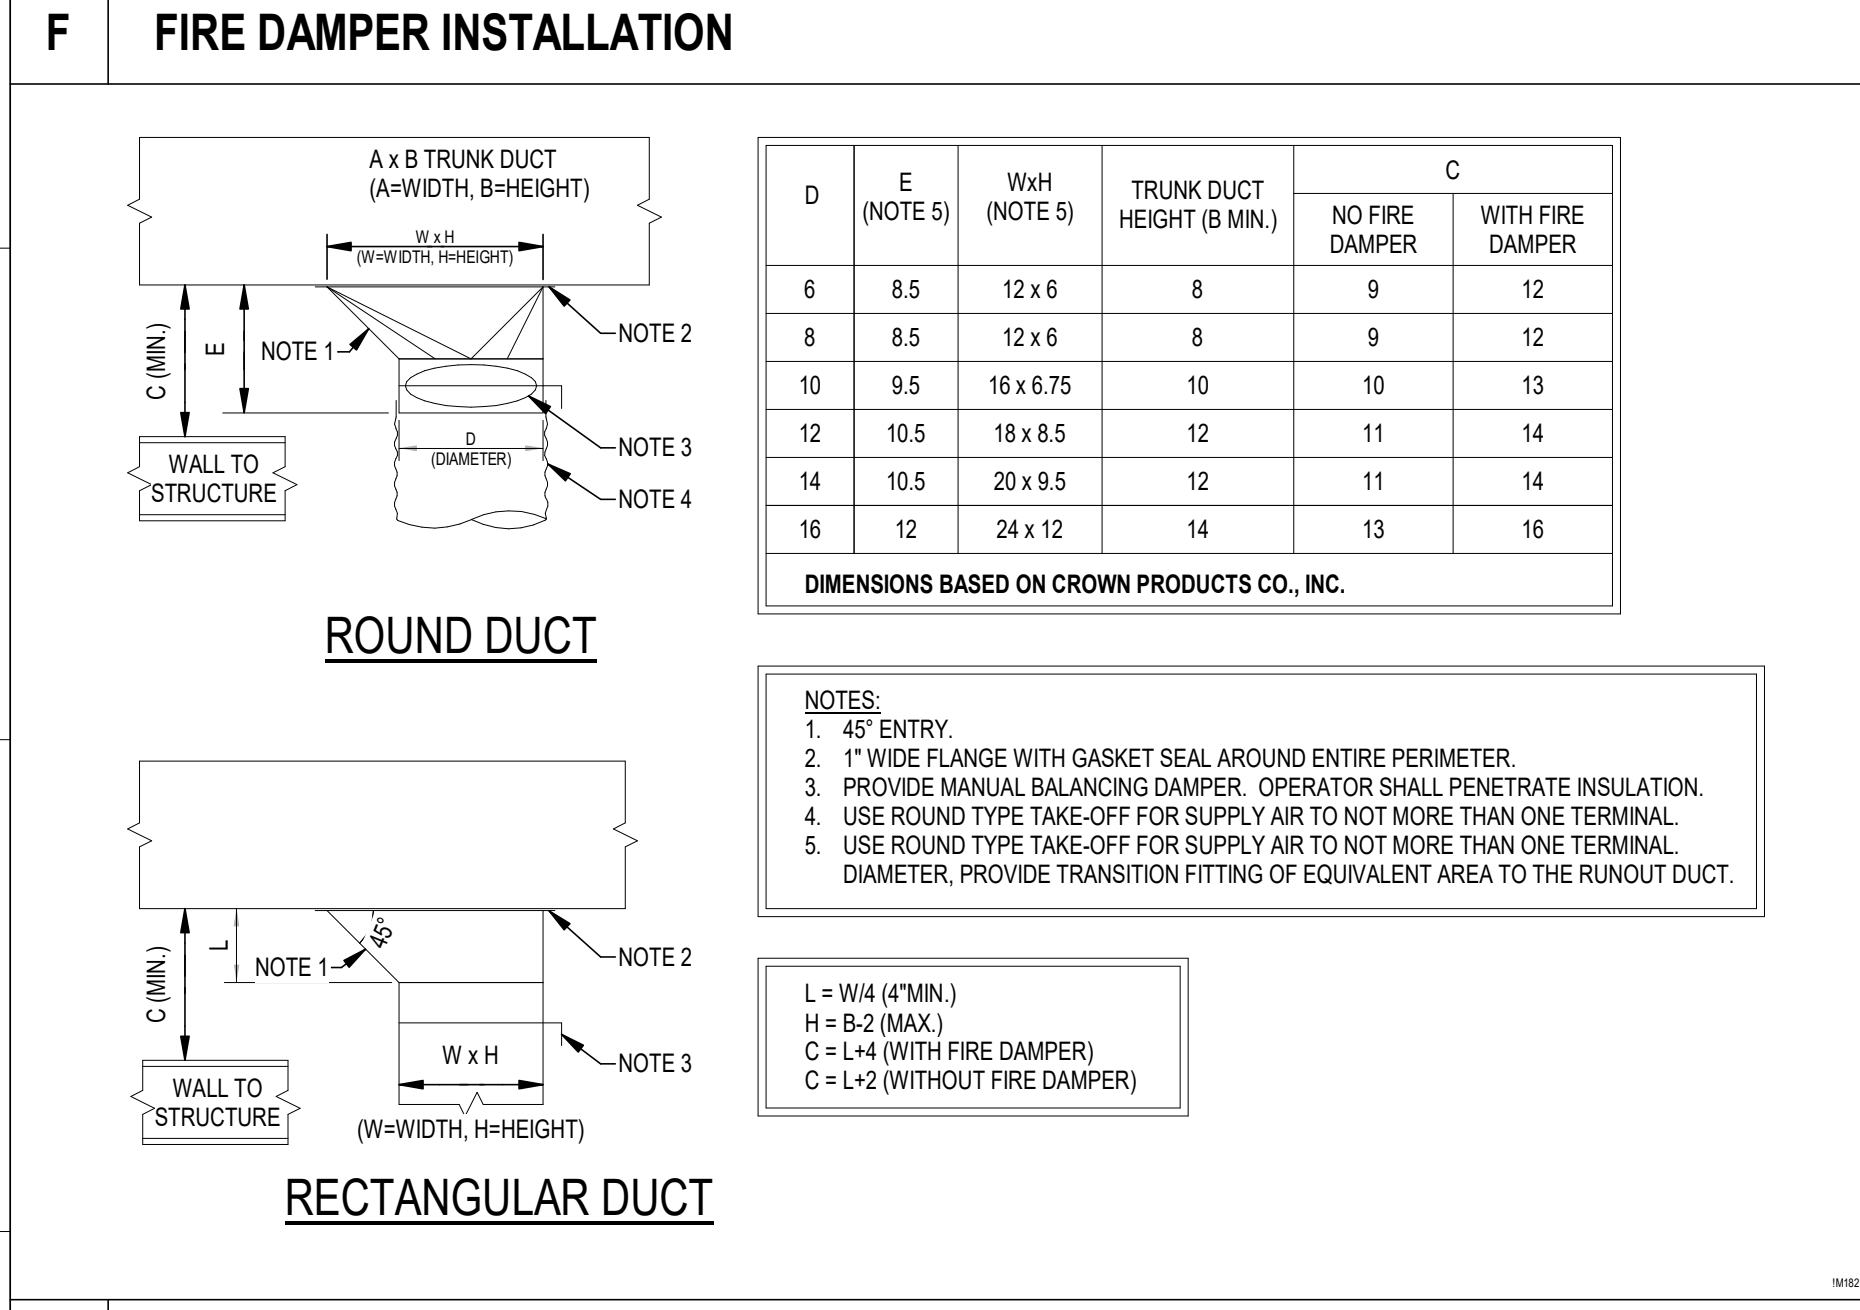 F
FIRE DAMPER INSTALLATION
A x B TRUNK DUCT
(A=WIDTH, B=HEIGHT)
W x H
(W=WIDTH, H=HEIGHT)
C (MIN.)
E
NOTE 1
NOTE 2
NOTE 3
NOTE 4
D
(DIAMETER)
WALL TO
STRUCTURE
ROUND DUCT
D
E
(NOTE 5)
WxH
(NOTE 5)
TRUNK DUCT
HEIGHT (B MIN.)
C
NO FIRE
DAMPER
WITH FIRE
DAMPER
6 8.5 12 x 6 8 9 12
8 8.5 12 x 6 8 9 12
10 9.5 16 x 6.75 10 10 13
12 10.5 18 x 8.5 12 11 14
14 10.5 20 x 9.5 12 11 14
16 12 24 x 12 14 13 16
DIMENSIONS BASED ON CROWN PRODUCTS CO., INC.
NOTES:
1. 45° ENTRY.
2. 1" WIDE FLANGE WITH GASKET SEAL AROUND ENTIRE PERIMETER.
3. PROVIDE MANUAL BALANCING DAMPER. OPERATOR SHALL PENETRATE INSULATION.
4. USE ROUND TYPE TAKE-OFF FOR SUPPLY AIR TO NOT MORE THAN ONE TERMINAL.
5. USE ROUND TYPE TAKE-OFF FOR SUPPLY AIR TO NOT MORE THAN ONE TERMINAL.
DIAMETER, PROVIDE TRANSITION FITTING OF EQUIVALENT AREA TO THE RUNOUT DUCT.
C (MIN.)
L
45°
NOTE 1
NOTE 2
NOTE 3
W x H
(W=WIDTH, H=HEIGHT)
WALL TO
STRUCTURE
RECTANGULAR DUCT
L = W/4 (4"MIN.)
H = B-2 (MAX.)
C = L+4 (WITH FIRE DAMPER)
C = L+2 (WITHOUT FIRE DAMPER)
!M182